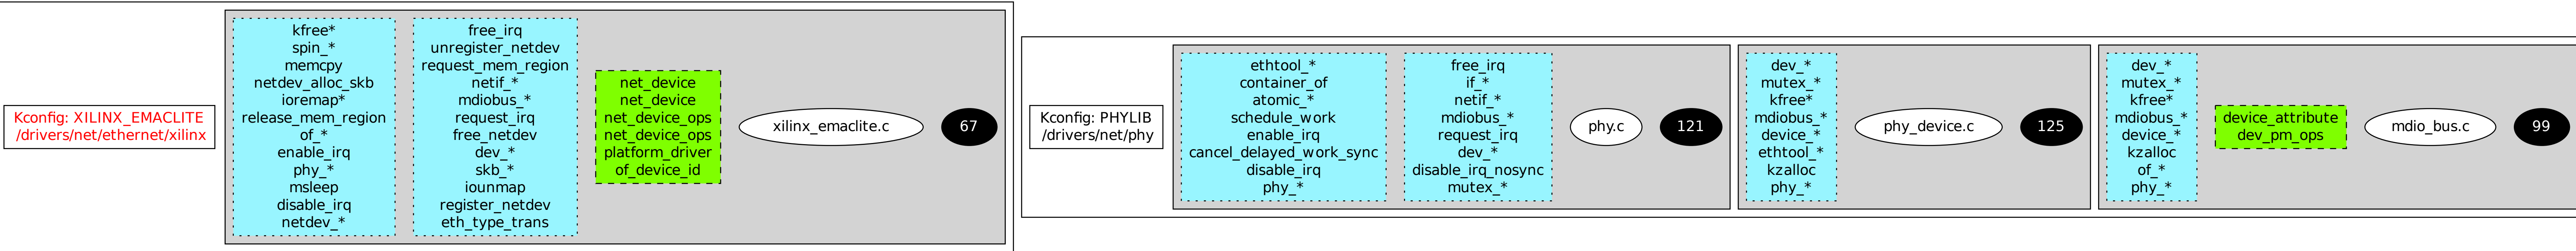 Kconfig: XILINX_EMACLITE
/drivers/net/ethernet/xilinx
kfree*
spin_*
memcpy
netdev_alloc_skb
ioremap*
release_mem_region
of_*
enable_irq
phy_*
msleep
disable_irq
netdev_*
free_irq
unregister_netdev
request_mem_region
netif_*
mdiobus_*
request_irq
free_netdev
dev_*
skb_*
iounmap
register_netdev
eth_type_trans
net_device
net_device
net_device_ops
net_device_ops
platform_driver
of_device_id
xilinx_emaclite.c
67
Kconfig: PHYLIB
/drivers/net/phy
ethtool_*
container_of
atomic_*
schedule_work
enable_irq
cancel_delayed_work_sync
disable_irq
phy_*
free_irq
if_*
netif_*
mdiobus_*
request_irq
dev_*
disable_irq_nosync
mutex_*
phy.c
121
dev_*
mutex_*
kfree*
mdiobus_*
device_*
ethtool_*
kzalloc
phy_*
phy_device.c
125
dev_*
mutex_*
kfree*
mdiobus_*
device_*
kzalloc
of_*
phy_*
device_attribute
dev_pm_ops
mdio_bus.c
99